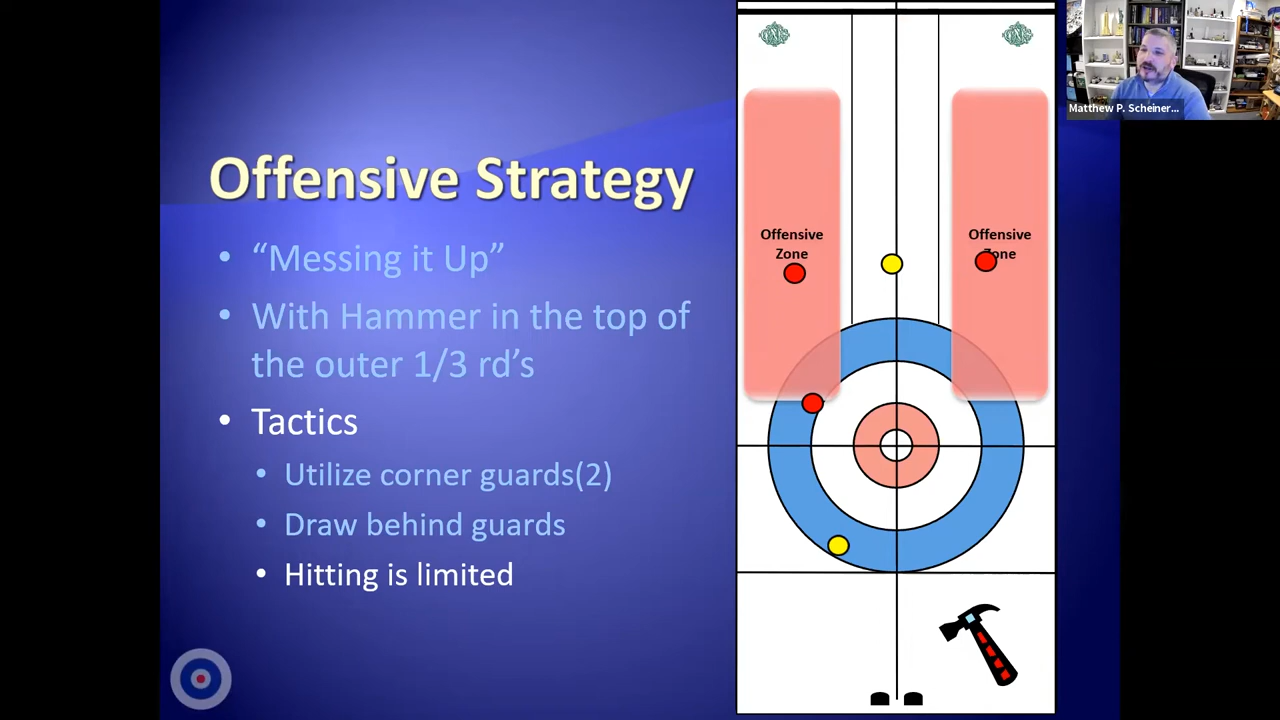 Matthew P. Scheiner...
Offensive Strategy
• “Messing it Up”
• With Hammer in the top of
the outer 1/3 rd’s
• Tactics
• Utilize corner guards(2)
• Draw behind guards
• Hitting is limited
Offensive
Zone
Offensive
Zone